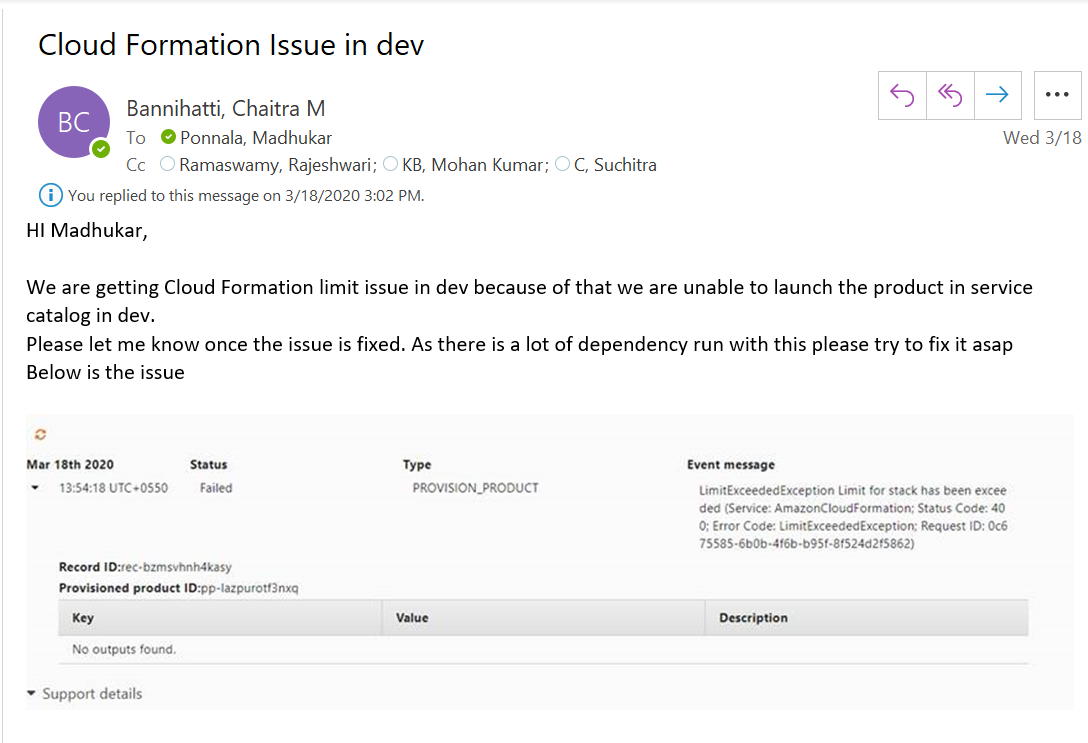 Cloud Formation Issue in dev
BC
Bannihatti, Chaitra M
To Ponnala, Madhukar
Wed 3/18
Cc Ramaswamy, Rajeshwari; KB, Mohan Kumar; C, Suchitra
You replied to this message on 3/18/2020 3:02 PM.
HI Madhukar,
We are getting Cloud Formation limit issue in dev because of that we are unable to launch the product in service
catalog in dev.
Please let me know once the issue is fixed. As there is a lot of dependency run with this please try to fix it asap
Below is the issue
Mar 18th 2020 Status Type Event message
13:54:18 UTC+0550 Failed PROVISION_PRODUCT LimitExceededException Limit for stack has been excee
ded (Service: AmazonCloudFormation; Status Code: 40
0; Error Code: LimitExceededException; Request ID: 0c6
75585-6b0b-4f6b-b95f-8f524d2f5862)
Record ID:rec-bzmsvhnh4kasy
Provisioned product ID:pp-lazpurotf3nxq
Key Value Description
No outputs found.
Support details